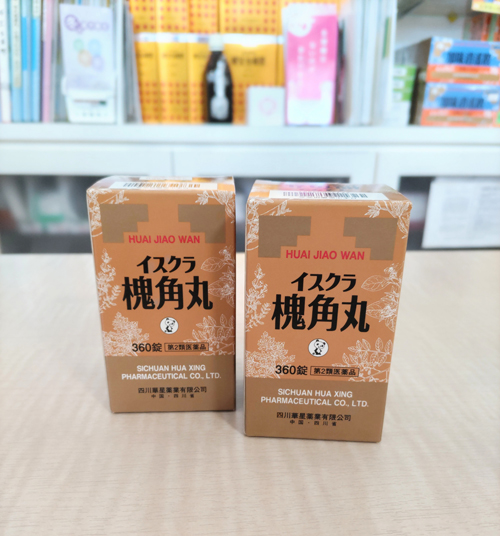 HUAI JIAO WAN
イスクラ
槐角丸
360錠 第2類医薬品
SICHUAN HUA XING
PHARMACEUTICAL CO., LTD.
四川華星薬業有限公司
中国・四川省
HUAI JIAO WAN
イスクラ
槐角丸
360錠 第2類医薬品
SICHUAN HUA XING
PHARMACEUTICAL CO., LTD.
四川華星薬業有限公司
中国・四川省